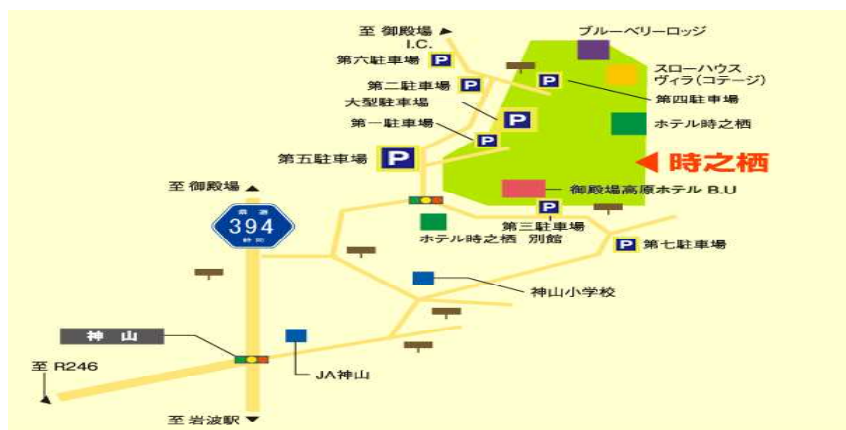 至 御殿場
I.C.
ブルーベリーロッジ
第六駐車場
P
スローハウス
ヴィラ(コテージ)
第二駐車場
P
P
第四駐車場
大型駐車場
P
第一駐車場
P
ホテル時之栖
第五駐車場
P
時之栖
至 御殿場
御殿場高原ホテル B.U
県道
394
静岡
P
第三駐車場
ホテル時之栖 別館
P
第七駐車場
神山小学校
神 山
至 R246
JA神山
至 岩波駅